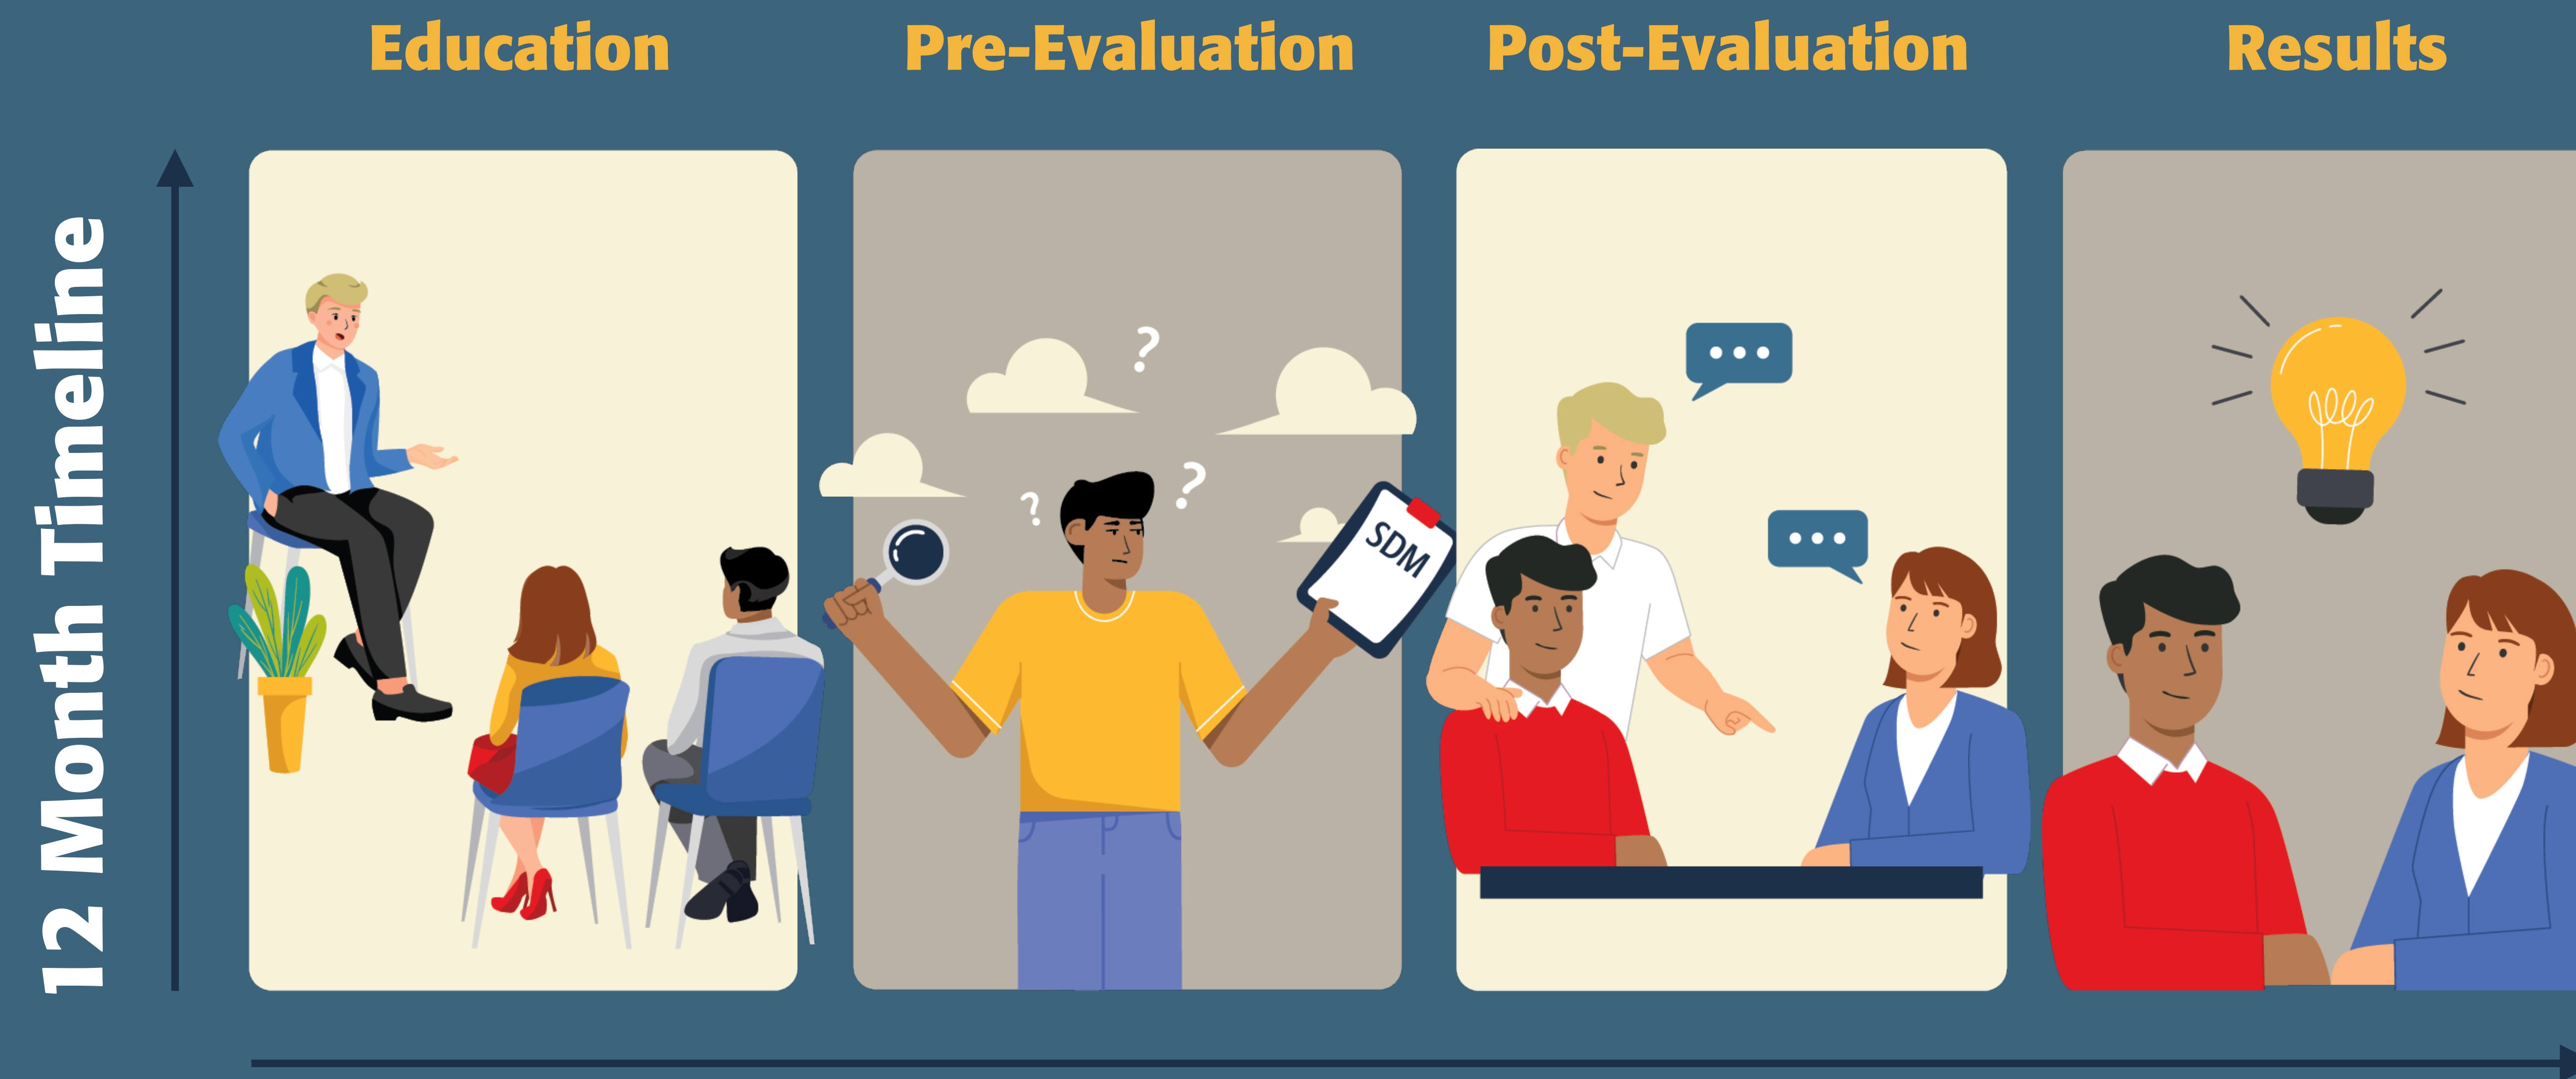 Education
Pre-Evaluation
Post-Evaluation
Results
12 Month Timeline
?
?
?
SDM